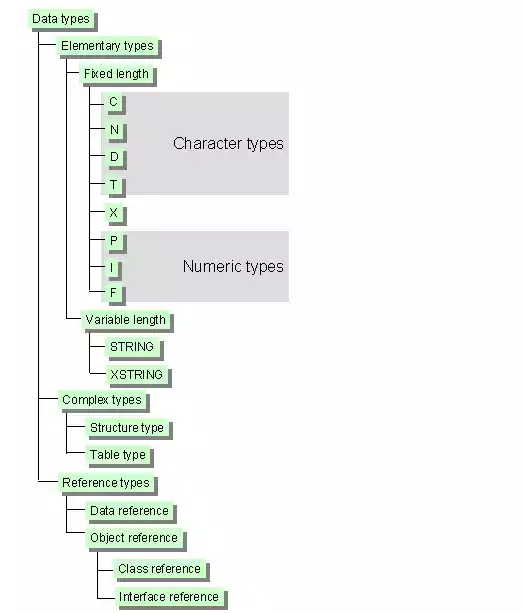 Data types
Elementary types
Fixed length
C
N
Character types
D
T
X
P
Numeric types
I
F
Variable length
STRING
XSTRING
Complex types
Structure type
Table type
Reference types
Data reference
Object reference
Class reference
Interface reference